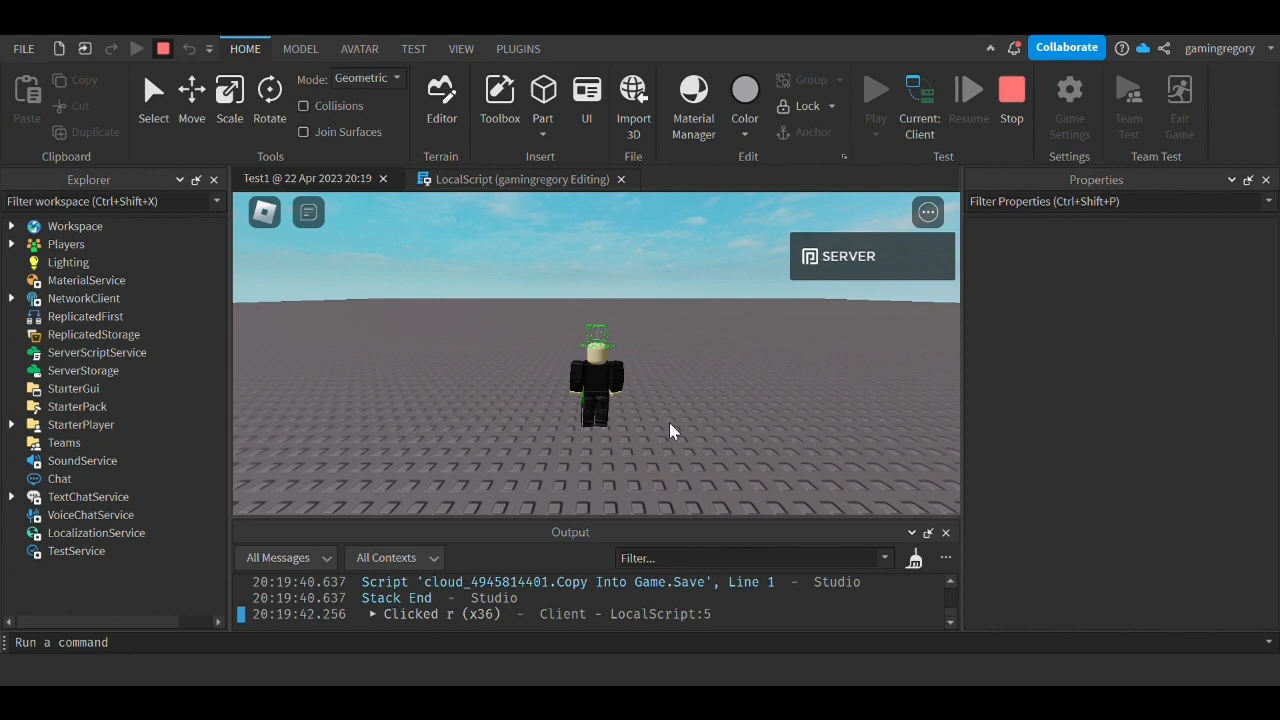 FILE HOME MODEL AVATAR TEST VIEW PLUGINS Collaborate gamingregory
Paste Copy Cut Duplicate Clipboard
Select Move Scale Rotate Mode: Geometric Collisions Join Surfaces Tools
Editor Terrain
Toolbox Part UI Insert
Import 3D File
Material Manager Color Group Lock Anchor Edit
Play Current: Client Resume Stop Test
Game Settings Settings
Team Test Exit Game Team Test
Explorer
Filter workspace (Ctrl+Shift+X)
Workspace
Players
Lighting
MaterialService
NetworkClient
ReplicatedFirst
ReplicatedStorage
ServerScriptService
ServerStorage
StarterGui
StarterPack
StarterPlayer
Teams
SoundService
Chat
TextChatService
VoiceChatService
LocalizationService
TestService
Test1 @ 22 Apr 2023 20:19 LocalScript (gamingregory Editing)
SERVER
Properties
Filter Properties (Ctrl+Shift+P)
Output
All Messages All Contexts Filter...
20:19:40.637 Script 'cloud_4945814401.Copy Into Game.Save', Line 1 - Studio
20:19:40.637 Stack End - Studio
20:19:42.256 Clicked r (x36) - Client - LocalScript:5
Run a command